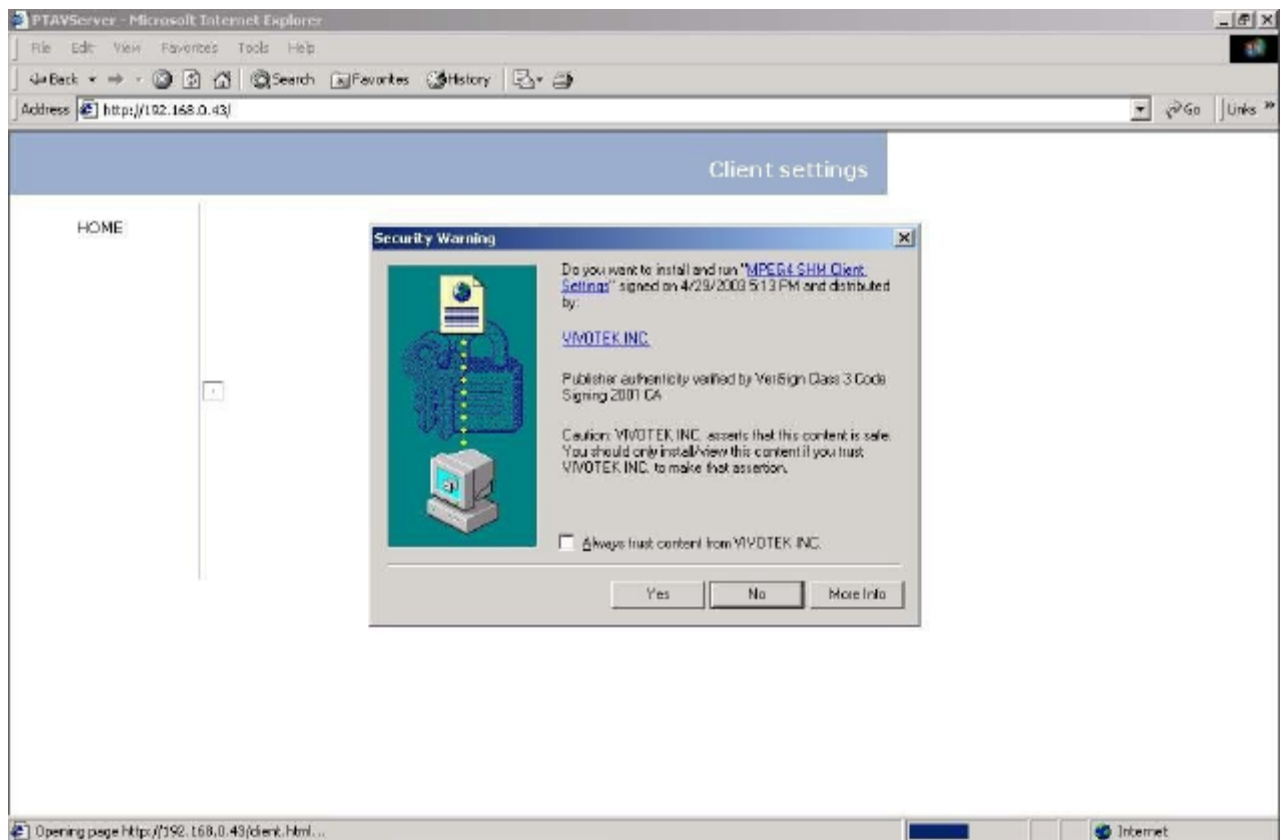 PTAVServer - Microsoft Internet Explorer
File Edit View Favorites Tools Help
Back Search Favorites History
Address http://192.168.0.43/ Go Links »
Client settings
HOME
Security Warning
Do you want to install and run "MPEG4 SHM Client
Settings" signed on 4/29/2003 5:13 PM and distributed
by:
VIVOTEK INC.
Publisher authenticity verified by VeriSign Class 3 Code
Signing 2001 CA
Caution: VIVOTEK INC. asserts that this content is safe.
You should only install/view this content if you trust
VIVOTEK INC. to make that assertion.
Always trust content from VIVOTEK INC.
Yes No More Info
Opening page http://192.168.0.43/client.html... Internet